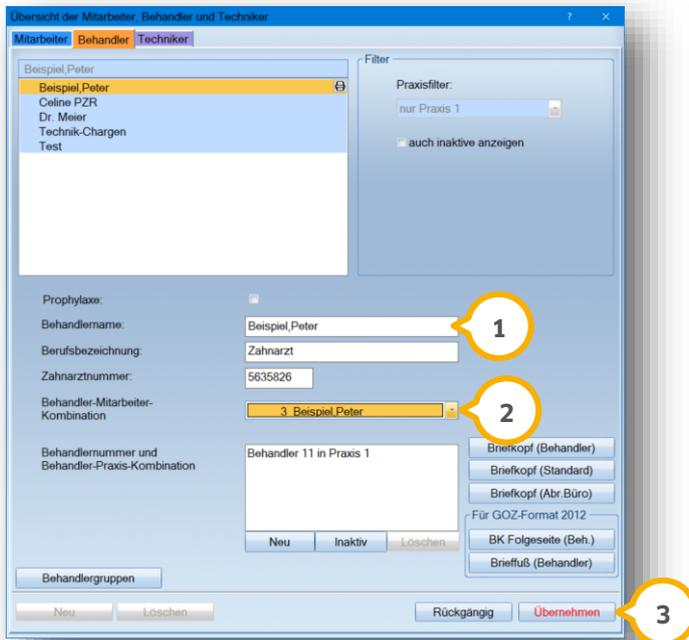 Übersicht der Mitarbeiter, Behandler und Techniker ? ×
Mitarbeiter Behandler Techniker
Beispiel,Peter
Beispiel,Peter
Celine PZR
Dr. Meier
Technik-Chargen
Test
Filter
Praxisfilter:
nur Praxis 1
auch inaktive anzeigen
Prophylaxe:
Behandlername: Beispiel,Peter
1
Berufsbezeichnung: Zahnarzt
Zahnarztnummer: 5635826
Behandler-Mitarbeiter-
Kombination
3 Beispiel,Peter
2
Behandlernummer und
Behandler-Praxis-Kombination
Behandler 11 in Praxis 1
Neu Inaktiv Löschen
Briefkopf (Behandler)
Briefkopf (Standard)
Briefkopf (Abr.Büro)
Für GOZ-Format 2012
BK Folgeseite (Beh.)
Brieffuß (Behandler)
Behandlergruppen
Neu Löschen Rückgängig Übernehmen
3